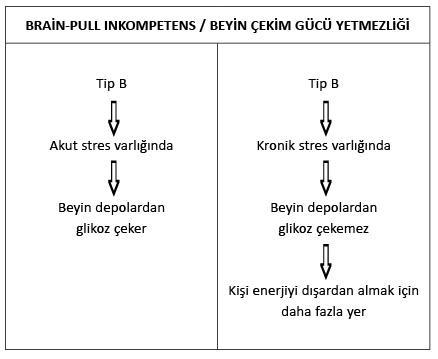 BRAİN-PULL INKOMPETENS / BEYİN ÇEKİM GÜCÜ YETMEZLİĞİ
Tip B
Akut stres varlığında
Beyin depolardan
glikoz çeker
Tip B
Kronik stres varlığında
Beyin depolardan
glikoz çekemez
Kişi enerjiyi dışardan almak için
daha fazla yer